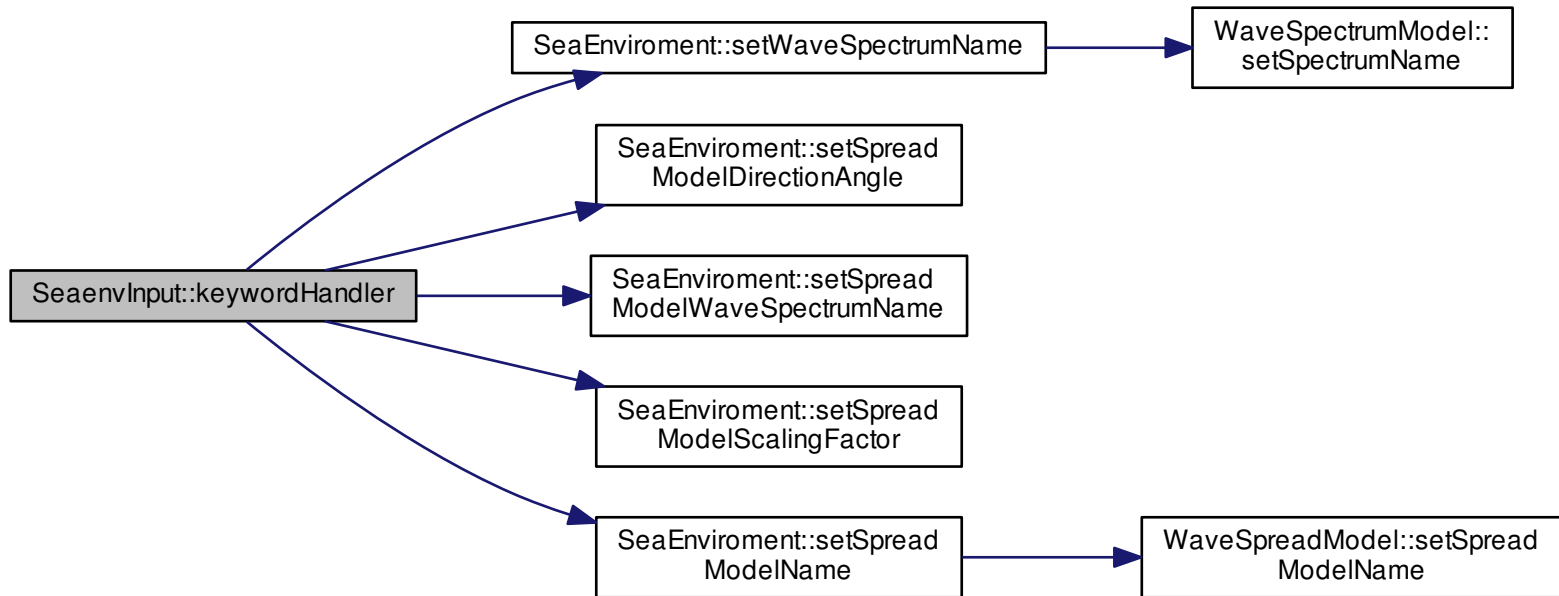 SeaEnviroment::setWaveSpectrumName
WaveSpectrumModel::
setSpectrumName
SeaEnviroment::setSpread
ModelDirectionAngle
SeaenvInput::keywordHandler
SeaEnviroment::setSpread
ModelWaveSpectrumName
SeaEnviroment::setSpread
ModelScalingFactor
SeaEnviroment::setSpread
ModelName
WaveSpreadModel::setSpread
ModelName